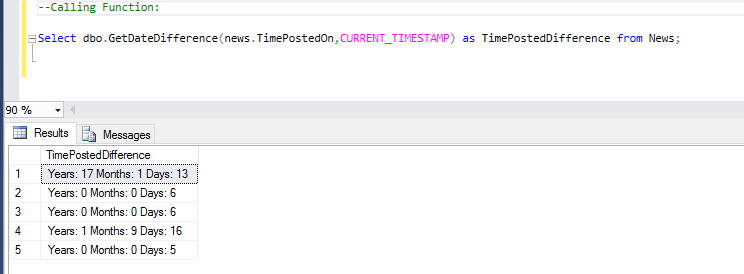 --Calling Function:
Select dbo.GetDateDifference(news.TimePostedOn,CURRENT_TIMESTAMP) as TimePostedDifference from News;
90 %
Results Messages
TimePostedDifference
1 Years: 17 Months: 1 Days: 13
2 Years: 0 Months: 0 Days: 6
3 Years: 0 Months: 0 Days: 6
4 Years: 1 Months: 9 Days: 16
5 Years: 0 Months: 0 Days: 5